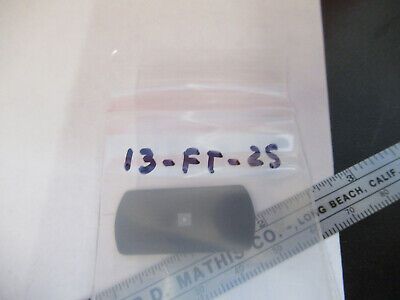 13-FT-25
D. MATHIS CO. - LONG BEACH, CALIF.